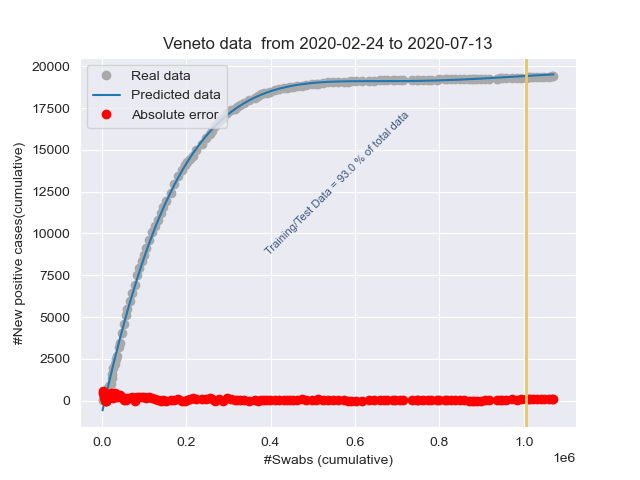 Veneto data  from 2020-02-24 to 2020-07-13
#New positive cases(cumulative)
20000
17500
15000
12500
10000
7500
5000
2500
0
Real data
Predicted data
Absolute error
Training/Test Data = 93.0 % of total data
0.0 0.2 0.4 0.6 0.8 1.0
1e6
#Swabs (cumulative)